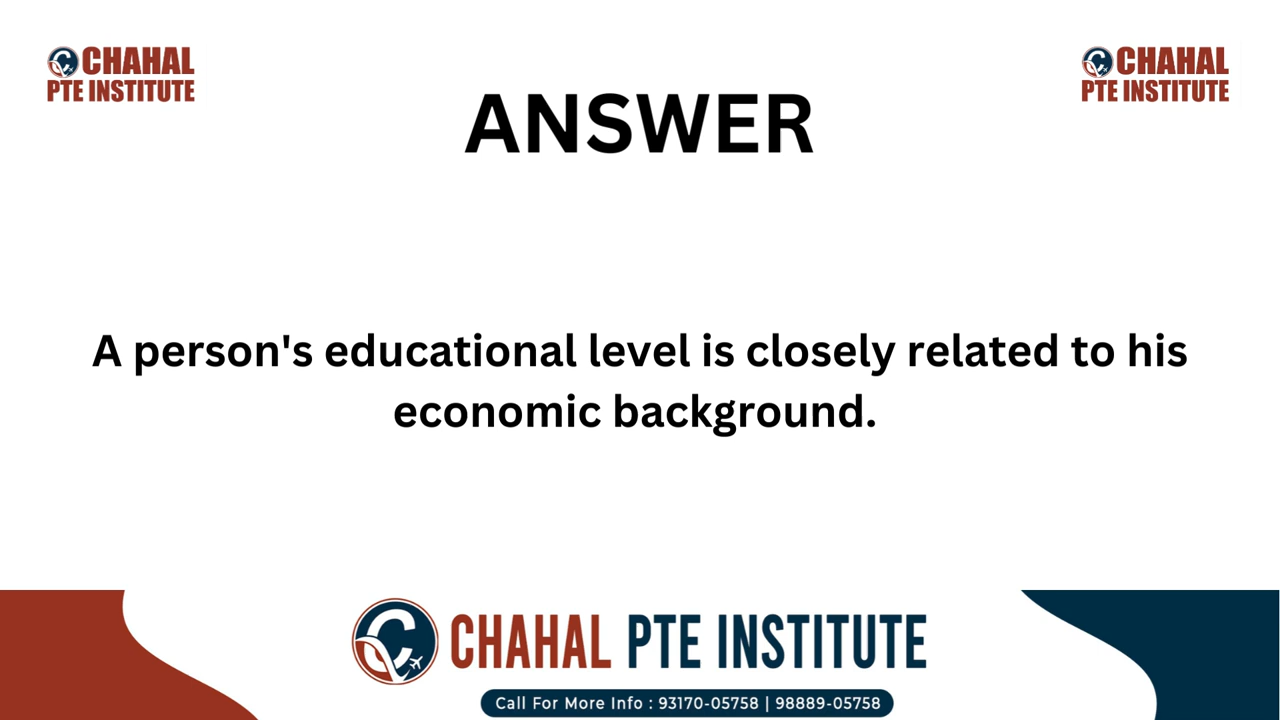 CHAHAL
PTE INSTITUTE
CHAHAL
PTE INSTITUTE
ANSWER
A person's educational level is closely related to his
economic background.
CHAHAL PTE INSTITUTE
Call For More Info : 93170-05758 | 98889-05758